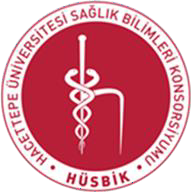 HACETTEPE ÜNİVERSİTESİ SAĞLIK BİLİMLERİ KONSORSİYUMU
• HÜSBİK •